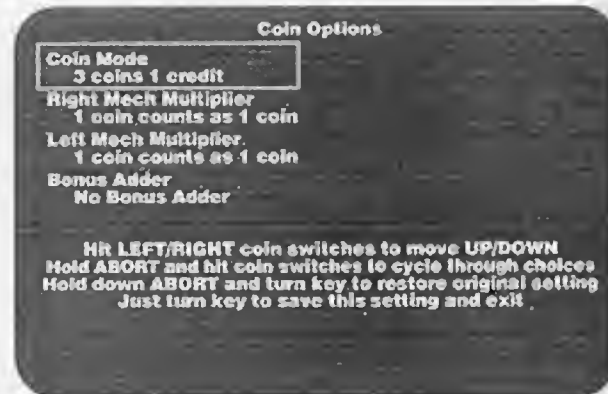 Coin Options
Coin Mode
3 coins 1 credit
Right Mech Multiplier
1 coin counts as 1 coin
Left Mech Multiplier.
1 coin counts as 1 coin
Bonus Adder
No Bonus Adder
Hit LEFT/RIGHT coin switches to move UP/DOWN
Hold ABORT and hit coin switches to cycle through choices
Hold down ABORT and turn key to restore original setting
Just turn key to save this setting and exit